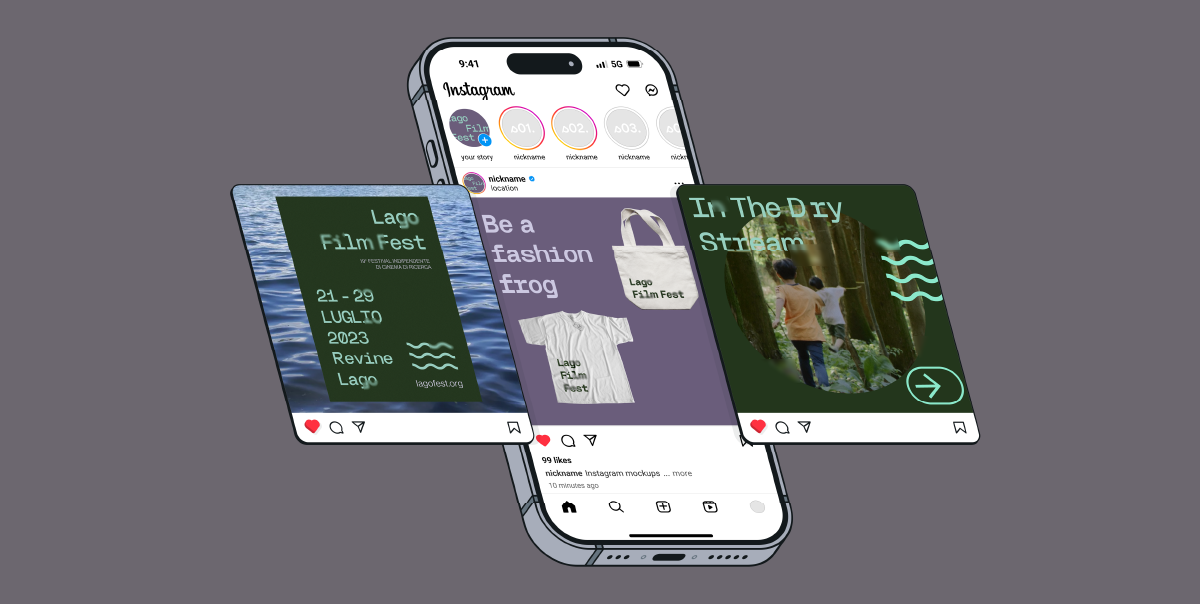 9:41
5G
Instagram
Lago
Film
Fest
a01.
a02.
a03.
your story
nickname
nickname
nickname
nickname
location
Lago
Film Fest
19° FESTIVAL INDIPENDENTE
DI CINEMA DI RICERCA
21 - 29
LUGLIO
2023
Revine
Lago
lagofest.org
Be a
fashion
frog
Lago
Film Fest
Lago
Film
Fest
In The Dry
Stream
99 likes
nickname Instagram mockups ... more
10 minutes ago